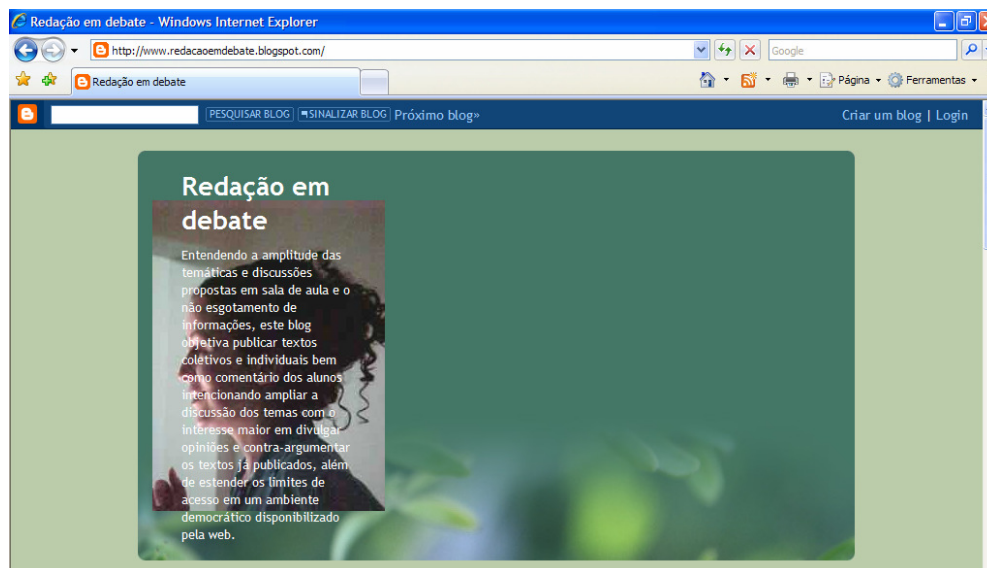 Redação em debate - Windows Internet Explorer
http://www.redacaoemdebate.blogspot.com/
Google
Redação em debate
Página
Ferramentas
PESQUISAR BLOG
SINALIZAR BLOG
Próximo blog»
Criar um blog | Login
Redação em
debate
Entendendo a amplitude das
temáticas e discussões
propostas em sala de aula e o
não esgotamento de
informações, este blog
objetiva publicar textos
coletivos e individuais bem
como comentário dos alunos
intencionando ampliar a
discussão dos temas com o
interesse maior em divulgar
opiniões e contra-argumentar
os textos já publicados, além
de estender os limites de
acesso em um ambiente
democrático disponibilizado
pela web.